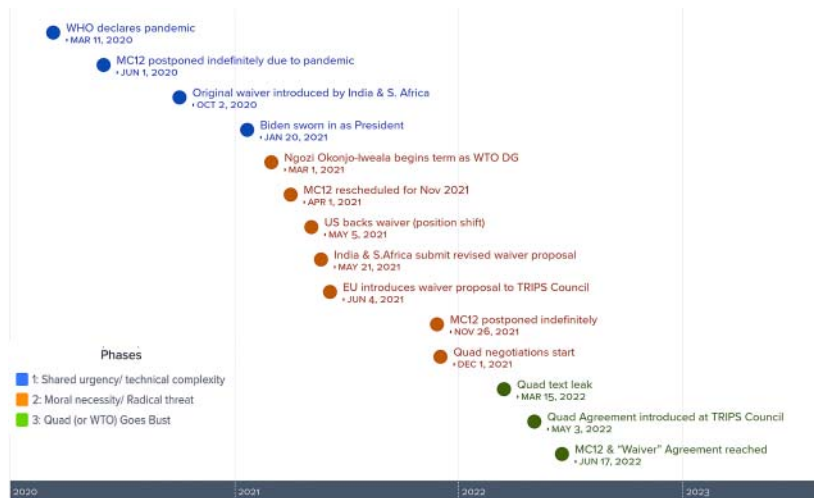 WHO declares pandemic
• MAR 11, 2020
MC12 postponed indefinitely due to pandemic
• JUN 1, 2020
Original waiver introduced by India & S. Africa
• OCT 2, 2020
Biden sworn in as President
• JAN 20, 2021
Ngozi Okonjo-Iweala begins term as WTO DG
• MAR 1, 2021
MC12 rescheduled for Nov 2021
• APR 1, 2021
US backs waiver (position shift)
• MAY 5, 2021
India & S.Africa submit revised waiver proposal
• MAY 21, 2021
EU introduces waiver proposal to TRIPS Council
• JUN 4, 2021
MC12 postponed indefinitely
• NOV 26, 2021
Quad negotiations start
• DEC 1, 2021
Quad text leak
• MAR 15, 2022
Quad Agreement introduced at TRIPS Council
• MAY 3, 2022
MC12 & "Waiver" Agreement reached
• JUN 17, 2022
Phases
1: Shared urgency/ technical complexity
2: Moral necessity/ Radical threat
3: Quad (or WTO) Goes Bust
2020 2021 2022 2023